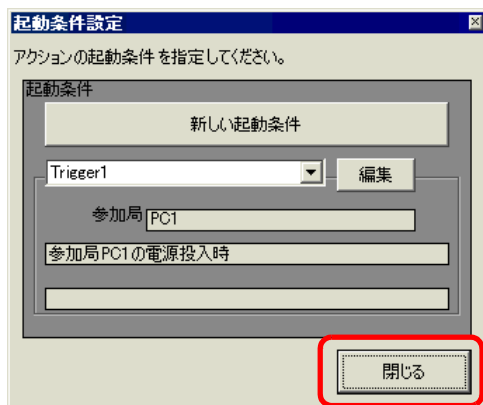 起動条件設定
アクションの起動条件を指定してください。
起動条件
新しい起動条件
Trigger1
編集
参加局 PC1
参加局PC1の電源投入時
閉じる